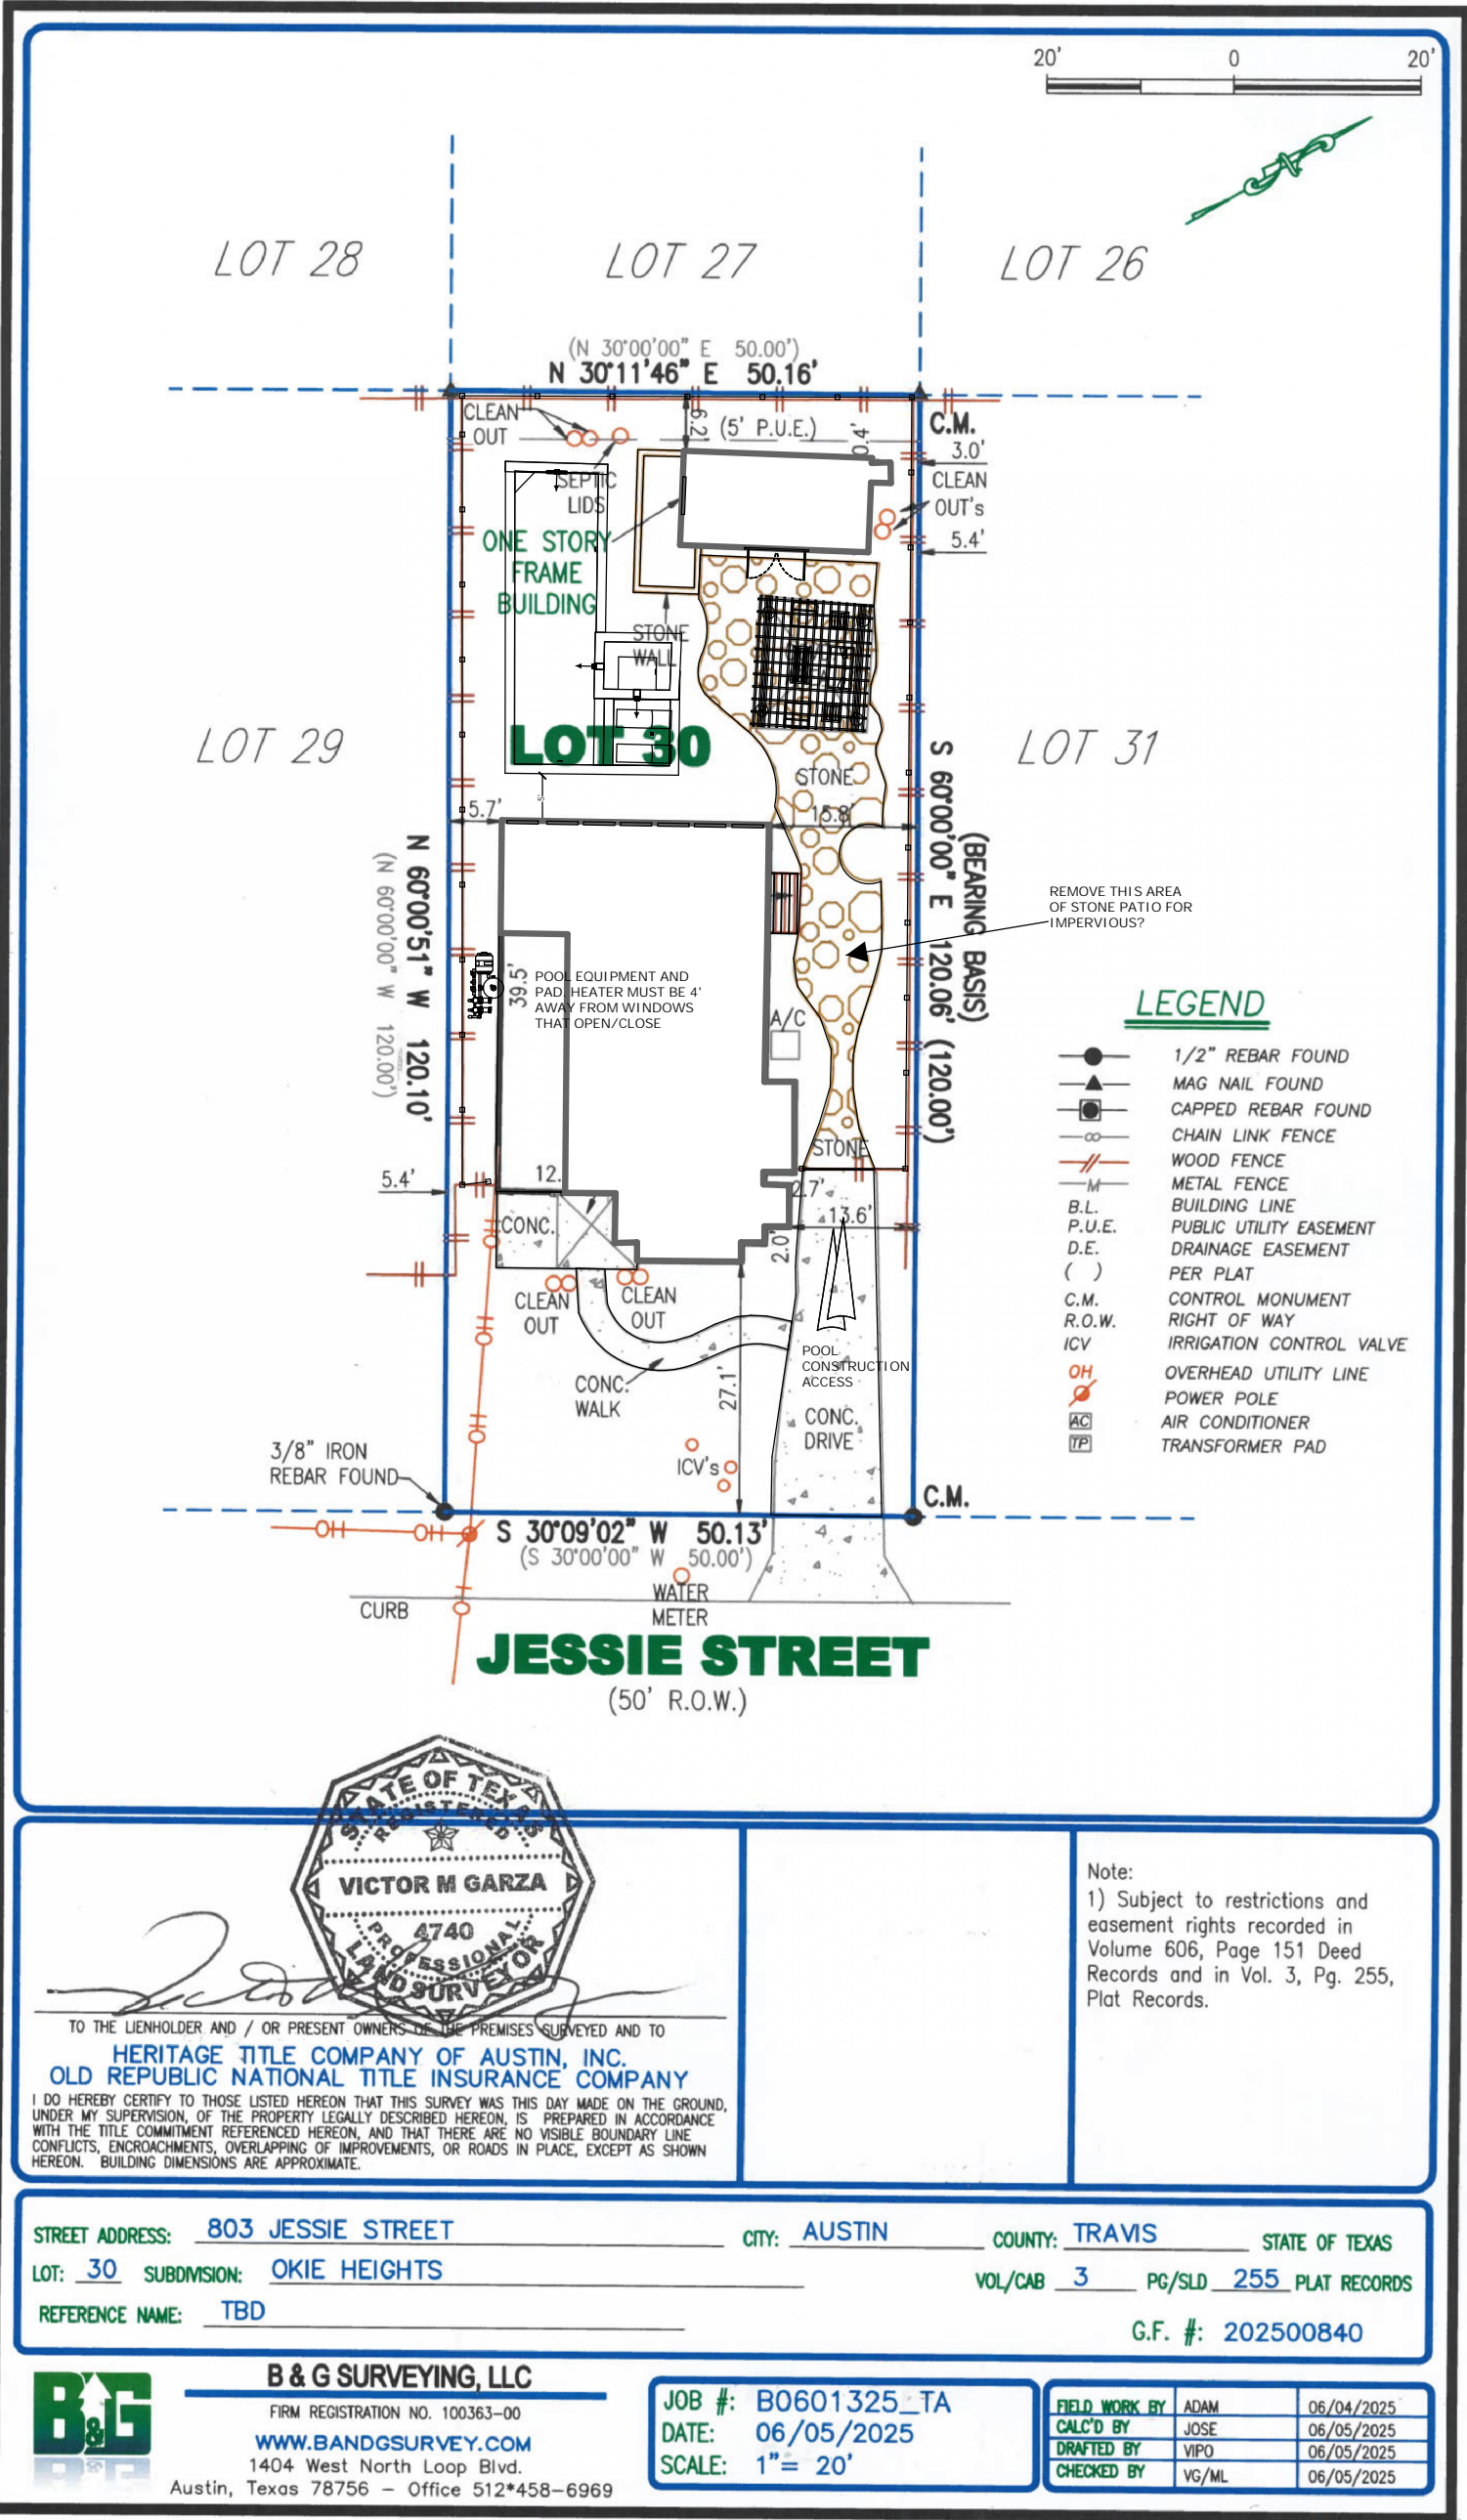 20' 0 20'
LOT 28
LOT 27
LOT 26
(N 30°00'00" E 50.00')
N 30°11'46" E 50.16'
CLEAN
OUT
6.2'
(5' P.U.E.)
0.4'
C.M.
3.0'
CLEAN
OUT's
5.4'
SEPTIC
LIDS
ONE STORY
FRAME
BUILDING
STONE
WALL
LOT 30
LOT 29
LOT 31
STONE
5.7'
5'
15.8'
S 60°00'00" E 120.06' (120.00')
(BEARING BASIS)
N 60°00'51" W 120.10'
(N 60°00'00" W 120.00')
REMOVE THIS AREA
OF STONE PATIO FOR
IMPERVIOUS?
39.5'
POOL EQUIPMENT AND
PAD. HEATER MUST BE 4'
AWAY FROM WINDOWS
THAT OPEN/CLOSE
A/C
STONE
5.4'
12.
2.7'
13.6'
2.0'
CONC.
CLEAN
OUT
CLEAN
OUT
27.1'
POOL
CONSTRUCTION
ACCESS
CONC.
WALK
CONC.
DRIVE
ICV's
3/8" IRON
REBAR FOUND
C.M.
OH
OH
S 30°09'02" W 50.13'
(S 30°00'00" W 50.00')
WATER
METER
CURB
JESSIE STREET
(50' R.O.W.)
LEGEND
1/2" REBAR FOUND
MAG NAIL FOUND
CAPPED REBAR FOUND
CHAIN LINK FENCE
WOOD FENCE
M METAL FENCE
B.L. BUILDING LINE
P.U.E. PUBLIC UTILITY EASEMENT
D.E. DRAINAGE EASEMENT
( ) PER PLAT
C.M. CONTROL MONUMENT
R.O.W. RIGHT OF WAY
ICV IRRIGATION CONTROL VALVE
OH OVERHEAD UTILITY LINE
POWER POLE
AC AIR CONDITIONER
TP TRANSFORMER PAD
STATE OF TEXAS
REGISTERED
VICTOR M GARZA
4740
PROFESSIONAL
LAND SURVEYOR
TO THE LIENHOLDER AND / OR PRESENT OWNERS OF THE PREMISES SURVEYED AND TO
HERITAGE TITLE COMPANY OF AUSTIN, INC.
OLD REPUBLIC NATIONAL TITLE INSURANCE COMPANY
I DO HEREBY CERTIFY TO THOSE LISTED HEREON THAT THIS SURVEY WAS THIS DAY MADE ON THE GROUND,
UNDER MY SUPERVISION, OF THE PROPERTY LEGALLY DESCRIBED HEREON, IS PREPARED IN ACCORDANCE
WITH THE TITLE COMMITMENT REFERENCED HEREON, AND THAT THERE ARE NO VISIBLE BOUNDARY LINE
CONFLICTS, ENCROACHMENTS, OVERLAPPING OF IMPROVEMENTS, OR ROADS IN PLACE, EXCEPT AS SHOWN
HEREON. BUILDING DIMENSIONS ARE APPROXIMATE.
Note:
1) Subject to restrictions and
easement rights recorded in
Volume 606, Page 151 Deed
Records and in Vol. 3, Pg. 255,
Plat Records.
STREET ADDRESS: 803 JESSIE STREET CITY: AUSTIN COUNTY: TRAVIS STATE OF TEXAS
LOT: 30 SUBDIVISION: OKIE HEIGHTS VOL/CAB 3 PG/SLD 255 PLAT RECORDS
REFERENCE NAME: TBD
G.F. #: 202500840
B&G
B & G SURVEYING, LLC
FIRM REGISTRATION NO. 100363-00
WWW.BANDGSURVEY.COM
1404 West North Loop Blvd.
Austin, Texas 78756 - Office 512*458-6969
JOB #: B0601325_TA
DATE: 06/05/2025
SCALE: 1"= 20'
FIELD WORK BY ADAM 06/04/2025
CALC'D BY JOSE 06/05/2025
DRAFTED BY VIPO 06/05/2025
CHECKED BY VG/ML 06/05/2025